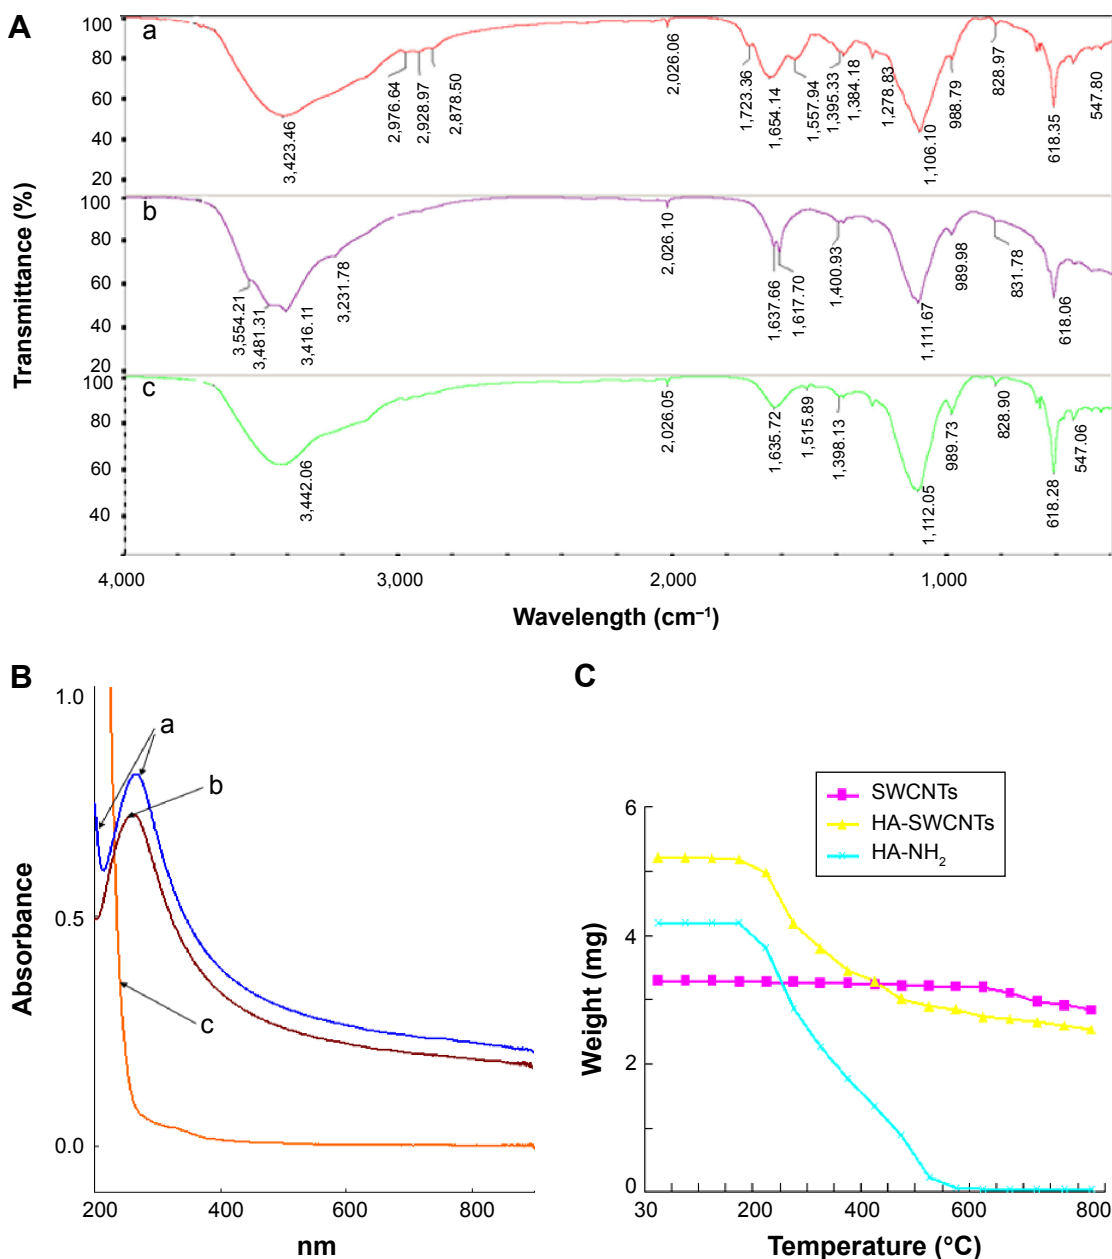 A
Transmittance (%)
100
80
60
40
20
a
3,423.46
2,976.64
2,928.97
2,878.50
2,026.06
1,723.36
1,654.14
1,557.94
1,395.33
1,384.18
1,278.83
1,106.10
988.79
828.97
618.35
547.80
100
80
60
40
20
b
3,554.21
3,481.31
3,416.11
3,231.78
2,026.10
1,637.66
1,617.70
1,400.93
1,111.67
989.98
831.78
618.06
100
80
60
40
c
3,442.06
2,026.05
1,635.72
1,515.89
1,398.13
1,112.05
989.73
828.90
618.28
547.06
4,000 3,000 2,000 1,000
Wavelength (cm⁻¹)
B
Absorbance
1.0
0.5
0.0
a
b
c
200 400 600 800
nm
C
Weight (mg)
6
4
2
0
SWCNTs
HA-SWCNTs
HA-NH₂
30 200 400 600 800
Temperature (°C)